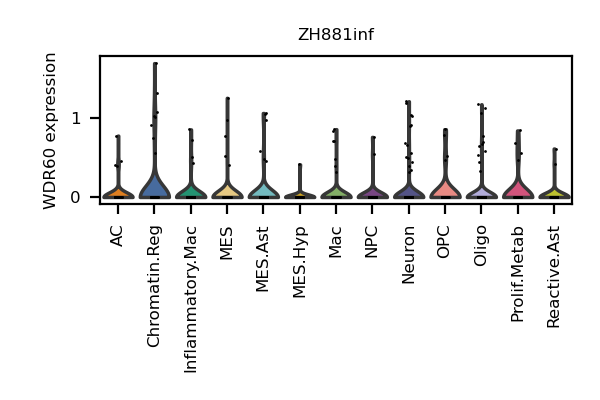 ZH881inf
WDR60 expression
1
0
AC
Chromatin.Reg
Inflammatory.Mac
MES
MES.Ast
MES.Hyp
Mac
NPC
Neuron
OPC
Oligo
Prolif.Metab
Reactive.Ast